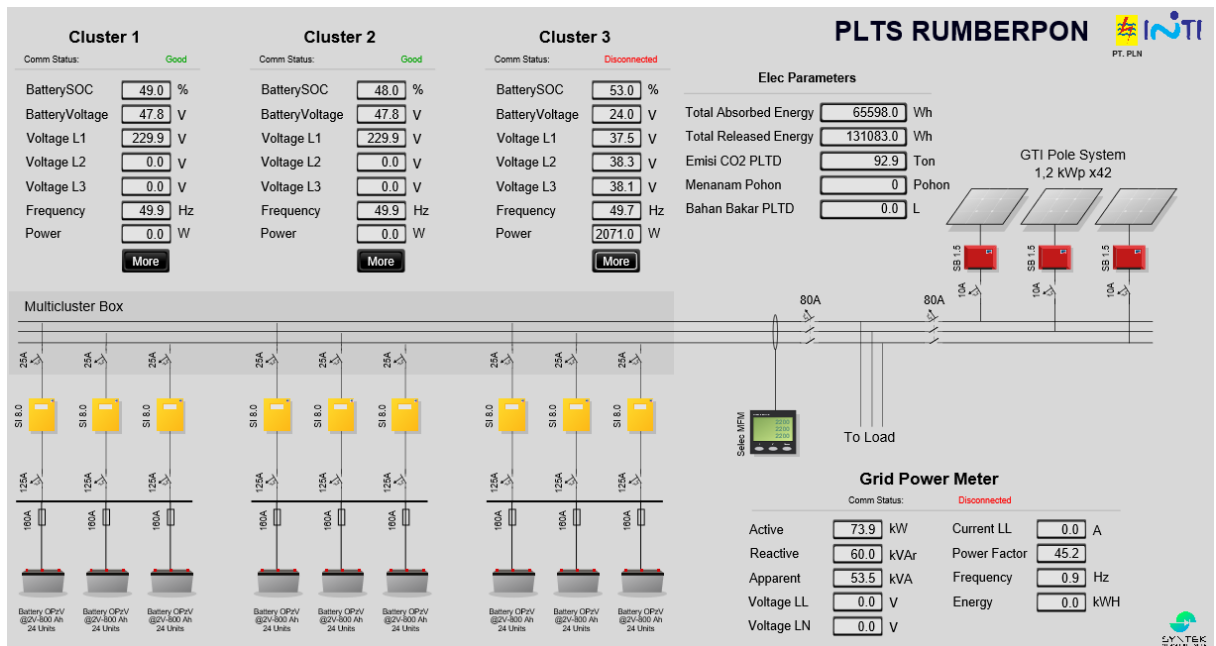 PLTS RUMBERPON
INTI
PT. PLN
Cluster 1
Comm Status: Good
BatterySOC 49.0 %
BatteryVoltage 47.8 V
Voltage L1 229.9 V
Voltage L2 0.0 V
Voltage L3 0.0 V
Frequency 49.9 Hz
Power 0.0 W
More
Cluster 2
Comm Status: Good
BatterySOC 48.0 %
BatteryVoltage 47.8 V
Voltage L1 229.9 V
Voltage L2 0.0 V
Voltage L3 0.0 V
Frequency 49.9 Hz
Power 0.0 W
More
Cluster 3
Comm Status: Disconnected
BatterySOC 53.0 %
BatteryVoltage 24.0 V
Voltage L1 37.5 V
Voltage L2 38.3 V
Voltage L3 38.1 V
Frequency 49.7 Hz
Power 2071.0 W
More
Elec Parameters
Total Absorbed Energy 65598.0 Wh
Total Released Energy 131083.0 Wh
Emisi CO2 PLTD 92.9 Ton
Menanam Pohon 0 Pohon
Bahan Bakar PLTD 0.0 L
GTI Pole System
1,2 kWp x42
SB 1.5 SB 1.5 SB 1.5
10A 10A 10A
80A 80A
Multicluster Box
25A 25A 25A 25A 25A 25A 25A 25A 25A
SI 8.0 SI 8.0 SI 8.0 SI 8.0 SI 8.0 SI 8.0 SI 8.0 SI 8.0 SI 8.0
125A 125A 125A 125A 125A 125A 125A 125A 125A
160A 160A 160A 160A 160A 160A 160A 160A 160A
Battery OPzV Battery OPzV Battery OPzV Battery OPzV Battery OPzV Battery OPzV Battery OPzV Battery OPzV Battery OPzV
@2V-800 Ah @2V-800 Ah @2V-800 Ah @2V-800 Ah @2V-800 Ah @2V-800 Ah @2V-800 Ah @2V-800 Ah @2V-800 Ah
24 Units 24 Units 24 Units 24 Units 24 Units 24 Units 24 Units 24 Units 24 Units
Selec MFM
2200
2200
2200
To Load
Grid Power Meter
Comm Status: Disconnected
Active 73.9 kW Current LL 0.0 A
Reactive 60.0 kVAr Power Factor 45.2
Apparent 53.5 kVA Frequency 0.9 Hz
Voltage LL 0.0 V Energy 0.0 kWH
Voltage LN 0.0 V
SYNTEK